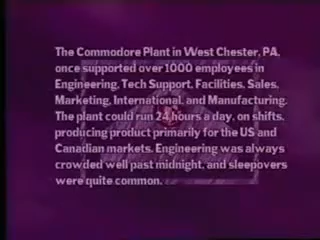 The Commodore Plant in West Chester, PA,
once supported over 1000 employees in
Engineering, Tech Support, Facilities, Sales,
Marketing, International, and Manufacturing.
The plant could run 24 hours a day, on shifts,
producing product primarily for the US and
Canadian markets. Engineering was always
crowded well past midnight, and sleepovers
were quite common.